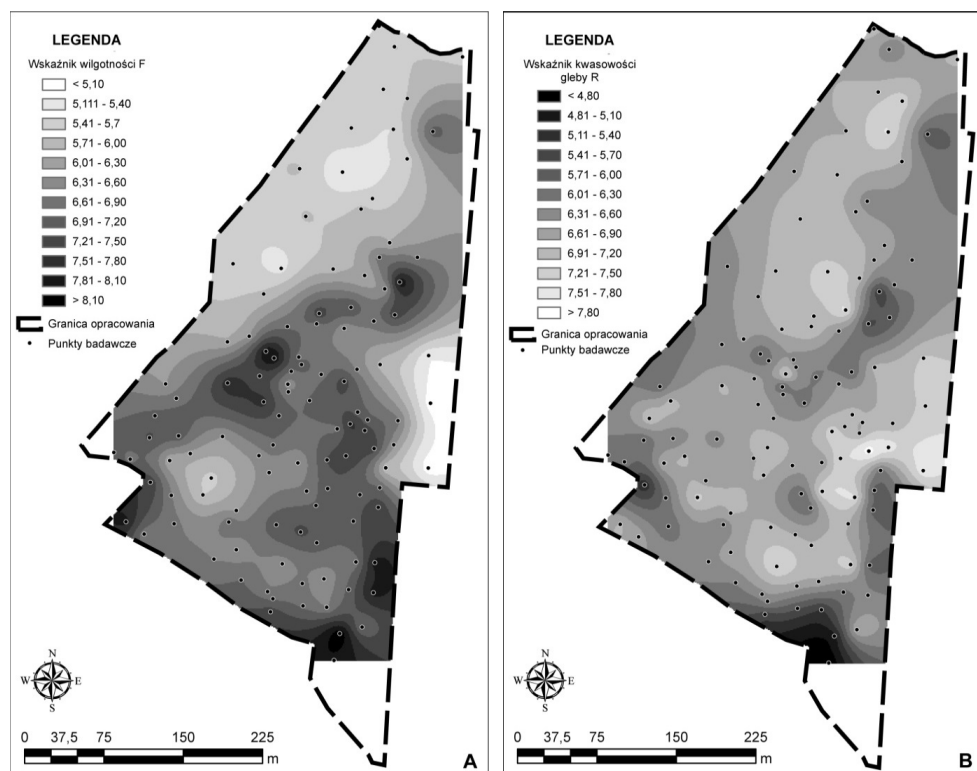 LEGENDA
Wskaźnik wilgotności F
< 5,10
5,111 - 5,40
5,41 - 5,7
5,71 - 6,00
6,01 - 6,30
6,31 - 6,60
6,61 - 6,90
6,91 - 7,20
7,21 - 7,50
7,51 - 7,80
7,81 - 8,10
> 8,10
Granica opracowania
Punkty badawcze
N
W E
S
0 37,5 75 150 225
m
A
LEGENDA
Wskaźnik kwasowości
gleby R
< 4,80
4,81 - 5,10
5,11 - 5,40
5,41 - 5,70
5,71 - 6,00
6,01 - 6,30
6,31 - 6,60
6,61 - 6,90
6,91 - 7,20
7,21 - 7,50
7,51 - 7,80
> 7,80
Granica opracowania
Punkty badawcze
N
W E
S
0 37,5 75 150 225
m
B